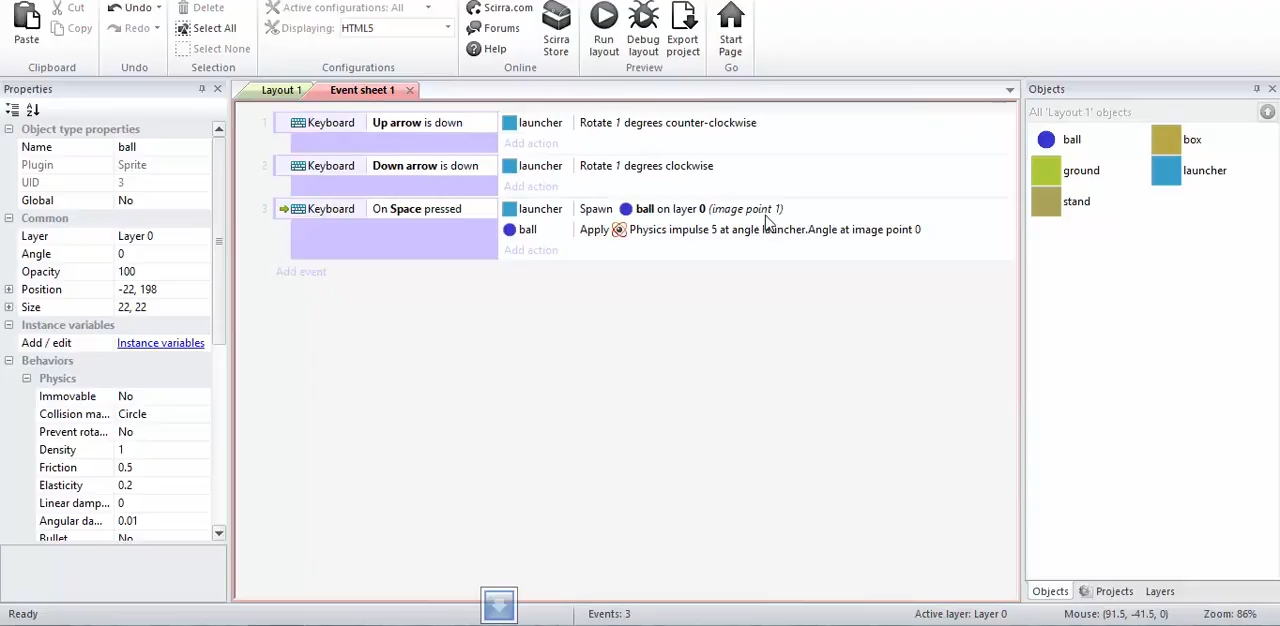 Paste
Cut
Copy
Clipboard
Undo
Redo
Undo
Delete
Select All
Select None
Selection
Active configurations: All
Displaying: HTML5
Configurations
Scirra.com
Forums
Help
Online
Scirra Store
Run layout
Debug layout
Export project
Preview
Start Page
Go
Properties
Object type properties
Name ball
Plugin Sprite
UID 3
Global No
Common
Layer Layer 0
Angle 0
Opacity 100
Position -22, 198
Size 22, 22
Instance variables
Add / edit Instance variables
Behaviors
Physics
Immovable No
Collision ma... Circle
Prevent rota... No
Density 1
Friction 0.5
Elasticity 0.2
Linear damp... 0
Angular da... 0.01
Bullet No
Layout 1
Event sheet 1
1 Keyboard Up arrow is down launcher Rotate 1 degrees counter-clockwise
Add action
2 Keyboard Down arrow is down launcher Rotate 1 degrees clockwise
Add action
3 Keyboard On Space pressed launcher Spawn ball on layer 0 (image point 1)
ball Apply Physics impulse 5 at angle launcher.Angle at image point 0
Add action
Add event
Objects
All 'Layout 1' objects
ball box
ground launcher
stand
Objects Projects Layers
Ready Events: 3 Active layer: Layer 0 Mouse: (91.5, -41.5, 0) Zoom: 86%